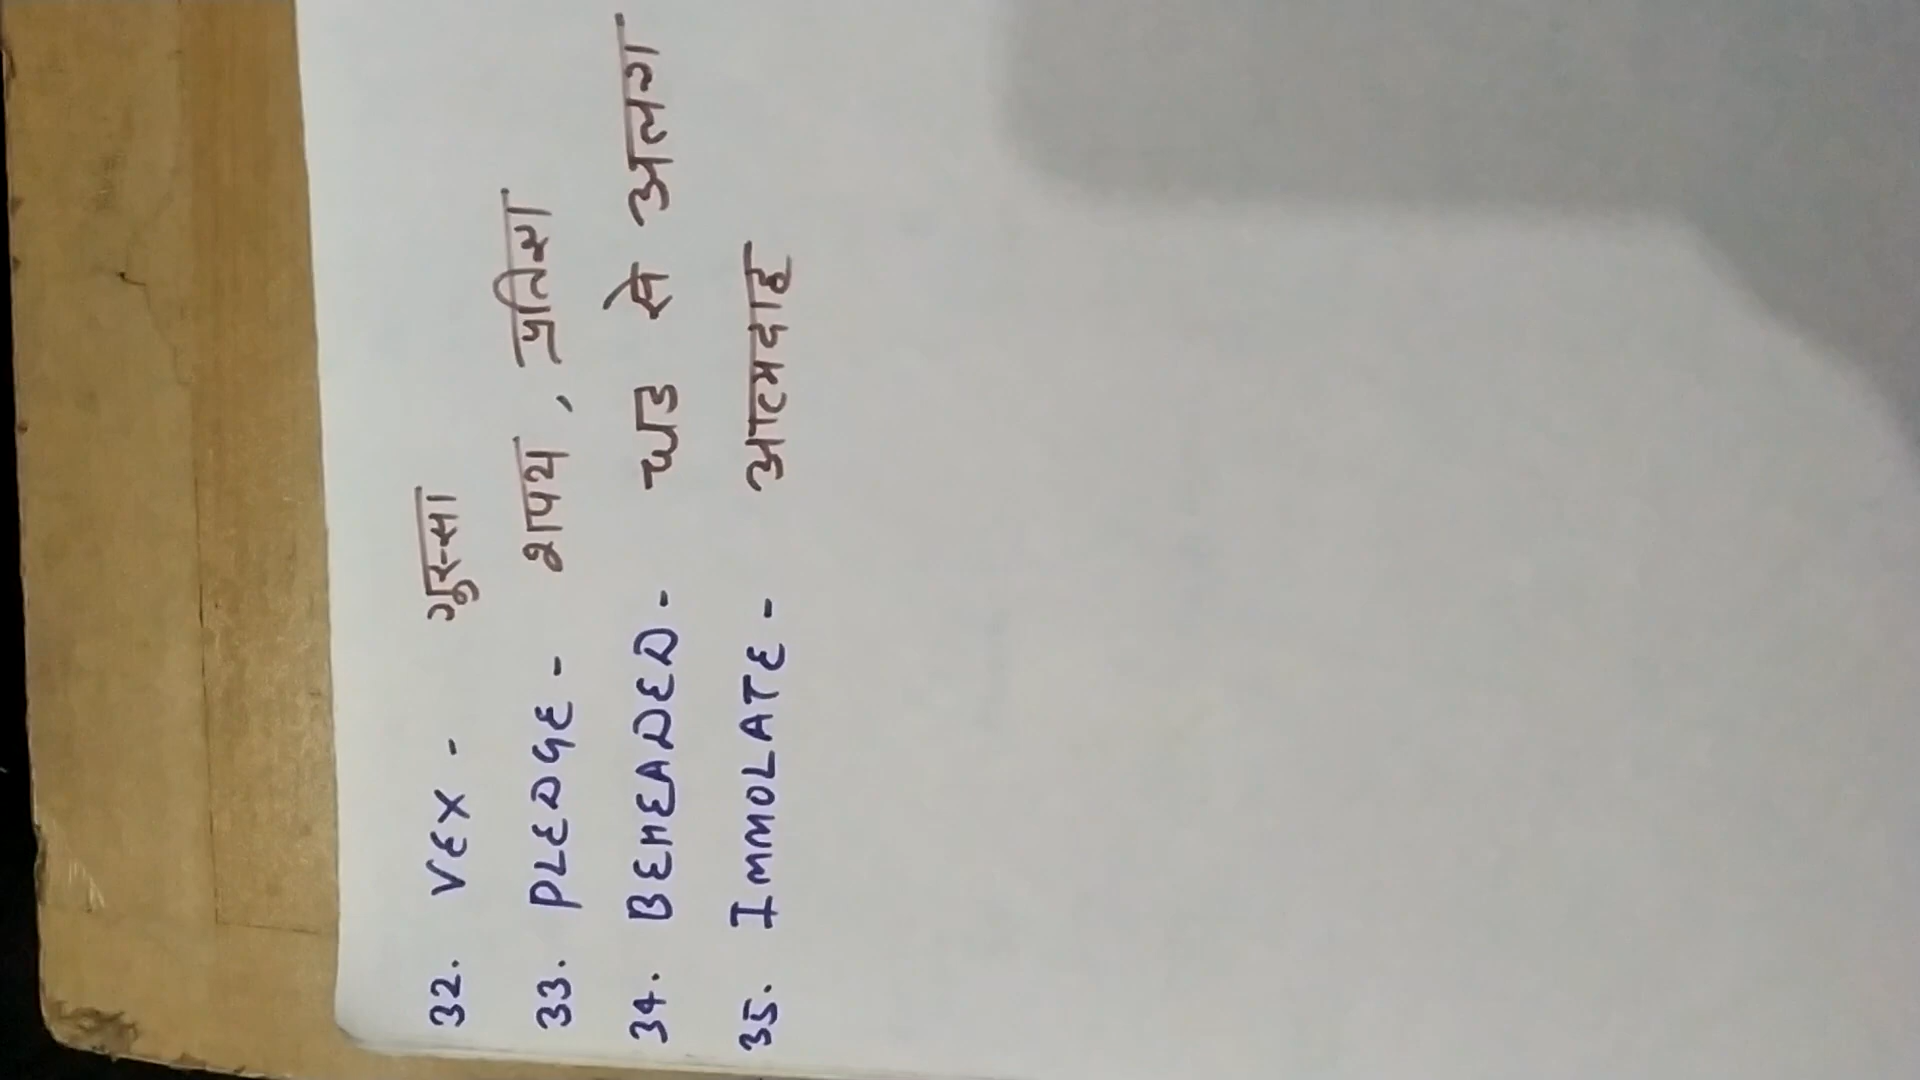 32. VEX - गुस्सा
33. PLEDGE - शपथ, प्रतिज्ञा
34. BEHEADED - धड से अलग
35. IMMOLATE - आत्मदाह